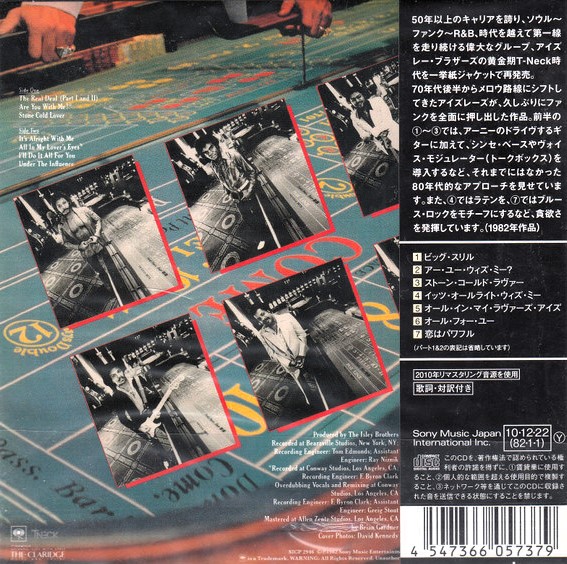 Side One
The Real Deal (Part I and II)
Are You With Me?
Stone Cold Lover
Side Two
It's Alright With Me
All In My Lover's Eyes*
I'll Do It All For You
Under The Influence
12
Double
COME
10
Don't
Come
Produced by The Isley Brothers
Recorded at Bearsville Studios, New York, NY.
Recording Engineer: Tom Edmunds; Assistant
Engineer: Ray Niznik
*Recorded at Conway Studios, Los Angeles, CA.
Recording Engineer: E Byron Clark
Overdubbing Vocals and Remixing at Conway
Studios, Los Angeles, CA.
Recording Engineer: E Byron Clark; Assistant
Engineer: Greig Stout
Mastered at Allen Zentz Studios, Los Angeles, CA
by Brian Gardner
Cover Photos: David Kennedy
THE CLARIDGE
50年以上のキャリアを誇り、ソウル〜
ファンク〜R&B、時代を越えて第一線
を走り続ける偉大なグループ、アイズ
レー・ブラザーズの黄金期T-Neck時
代を一挙紙ジャケットで再発売。
70年代後半からメロウ路線にシフトし
てきたアイズレーズが、久しぶりにファ
ンクを全面に押し出した作品。前半の
①〜③では、アーニーのドライヴするギ
ターに加えて、シンセ・ベースやヴォイ
ス・モジュレーター(トークボックス)を
導入するなど、それまでにはなかった
80年代的なアプローチを見せていま
す。また、④ではラテンを、⑦ではブルー
ス・ロックをモチーフにするなど、貪欲さ
を発揮しています。(1982年作品)
1 ビッグ・スリル
2 アー・ユー・ウィズ・ミー?
3 ストーン・コールド・ラヴァー
4 イッツ・オールライト・ウィズ・ミー
5 オール・イン・マイ・ラヴァーズ・アイズ
6 オール・フォー・ユー
7 恋はパワフル
(パート1&2の表記は省略しています)
2010年リマスタリング音源を使用
歌詞・対訳付き
Sony Music Japan
International Inc.
10・12・22
(82・1・1)
Y
このCDを、著作権法で認められている権
利者の許諾を得ずに、①賃貸業に使用す
ること、②個人的な範囲を超える使用目的で複製す
ること、③ネットワーク等を通じてこのCDに収録さ
れた音を送信できる状態にすることを禁じます。
4 547366 057379